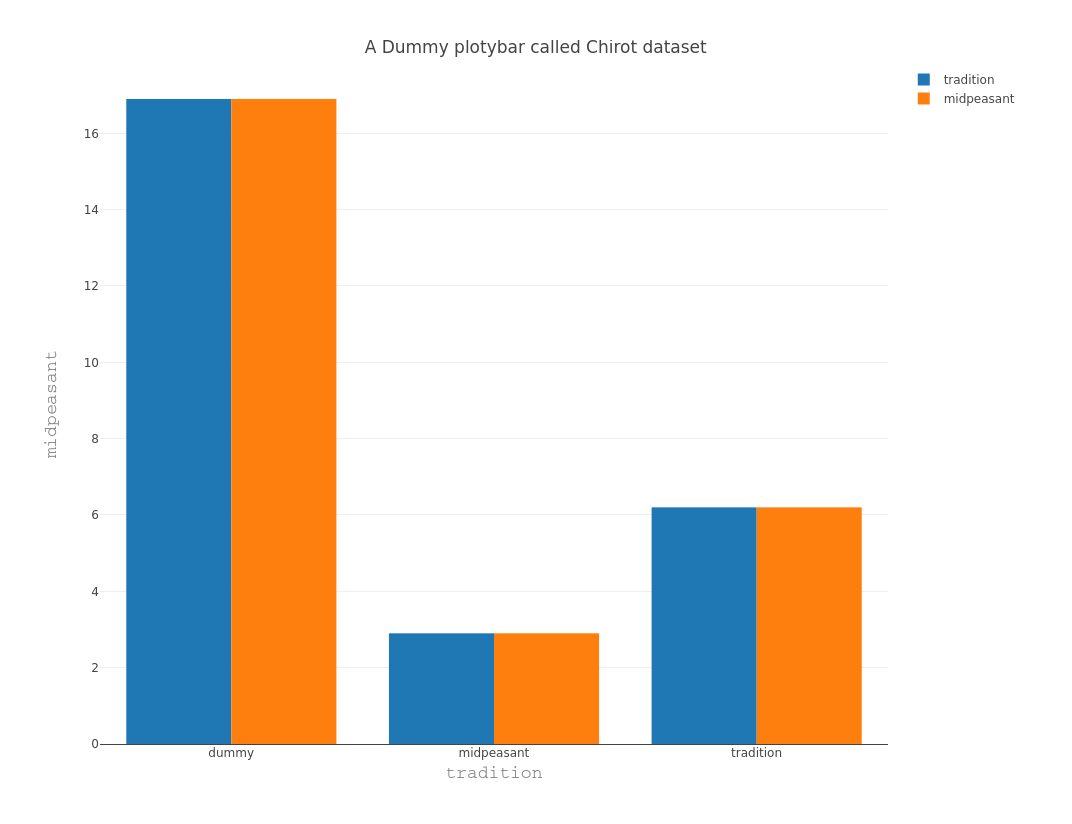 A Dummy plotybar called Chirot dataset
tradition
midpeasant
16
14
12
10
8
6
4
2
0
midpeasant
dummy
midpeasant
tradition
tradition